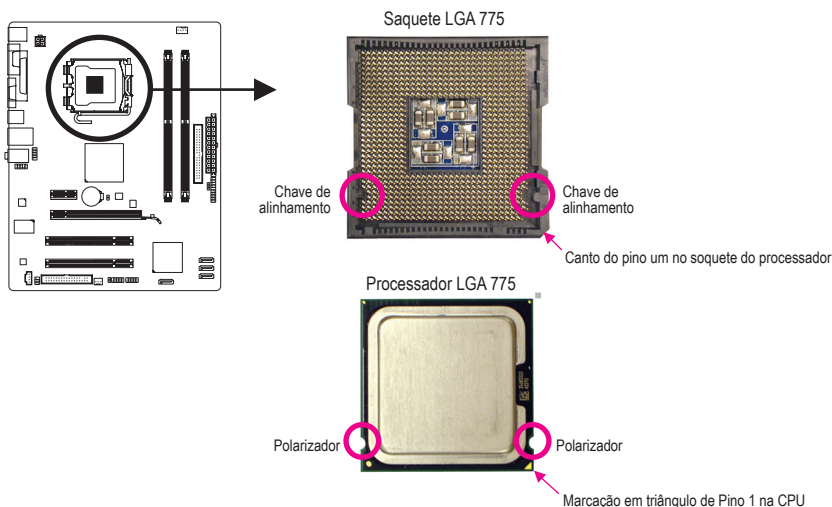 Saquete LGA 775
Chave de
alinhamento
Chave de
alinhamento
Canto do pino um no soquete do processador
Processador LGA 775
Polarizador
Polarizador
Marcação em triângulo de Pino 1 na CPU